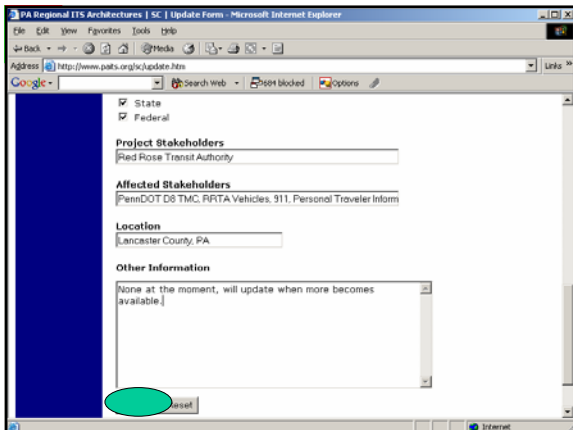 PA Regional ITS Architectures | SC | Update Form - Microsoft Internet Explorer
File Edit View Favorites Tools Help
Back Media
Address http://www.paits.org/sc/update.htm Links »
Google Search Web 604 blocked Options
State
Federal
Project Stakeholders
Red Rose Transit Authority
Affected Stakeholders
PennDOT D8 TMC, RRTA Vehicles, 911, Personal Traveler Inform
Location
Lancaster County, PA
Other Information
None at the moment, will update when more becomes
available.
Internet